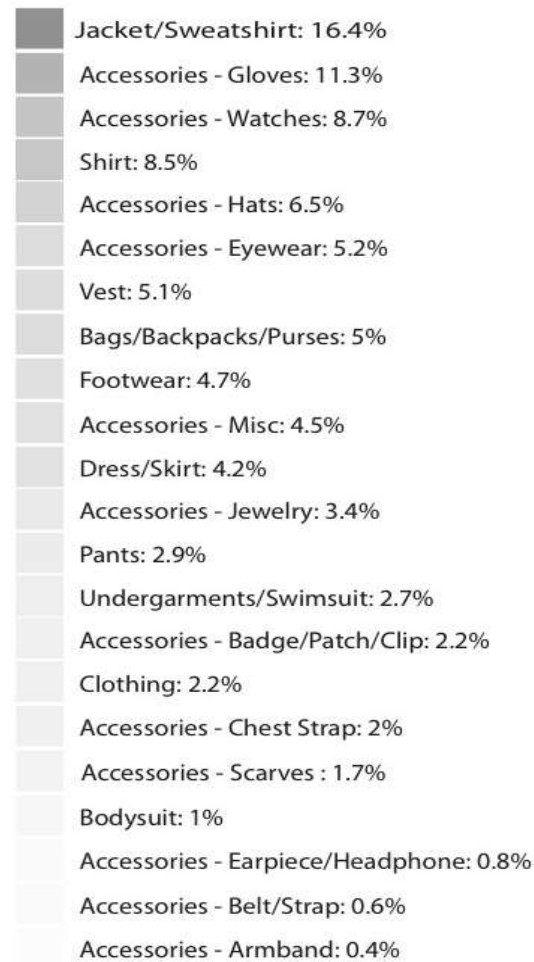 Jacket/Sweatshirt: 16.4%
Accessories - Gloves: 11.3%
Accessories - Watches: 8.7%
Shirt: 8.5%
Accessories - Hats: 6.5%
Accessories - Eyewear: 5.2%
Vest: 5.1%
Bags/Backpacks/Purses: 5%
Footwear: 4.7%
Accessories - Misc: 4.5%
Dress/Skirt: 4.2%
Accessories - Jewelry: 3.4%
Pants: 2.9%
Undergarments/Swimsuit: 2.7%
Accessories - Badge/Patch/Clip: 2.2%
Clothing: 2.2%
Accessories - Chest Strap: 2%
Accessories - Scarves : 1.7%
Bodysuit: 1%
Accessories - Earpiece/Headphone: 0.8%
Accessories - Belt/Strap: 0.6%
Accessories - Armband: 0.4%